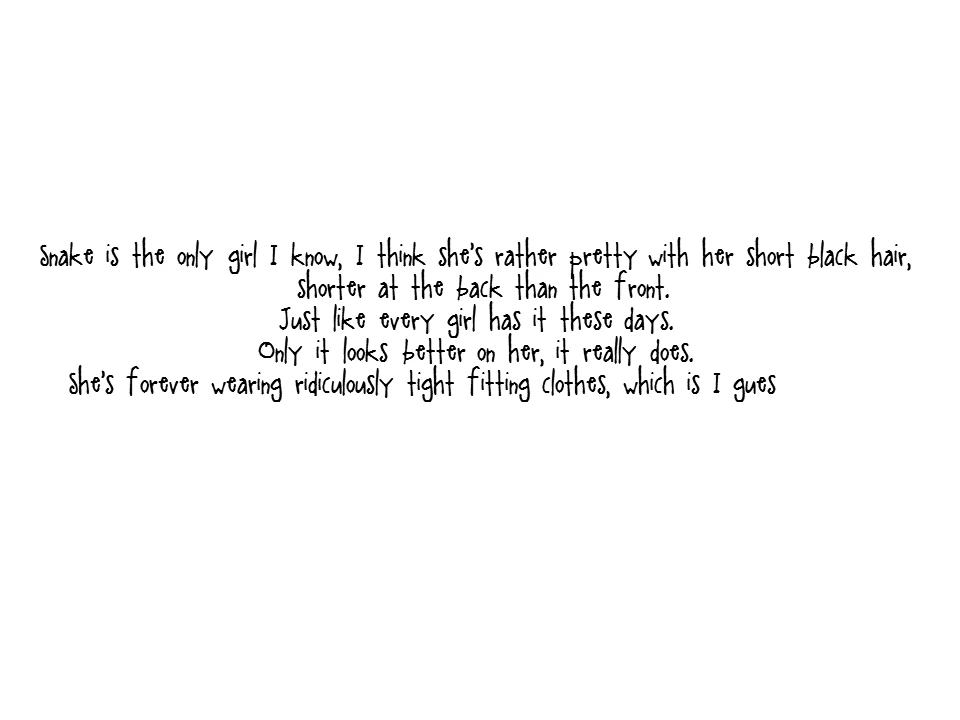 Snake is the only girl I know, I think she's rather pretty with her short black hair,
shorter at the back than the front.
Just like every girl has it these days.
Only it looks better on her, it really does.
She's forever wearing ridiculously tight fitting clothes, which is I gues